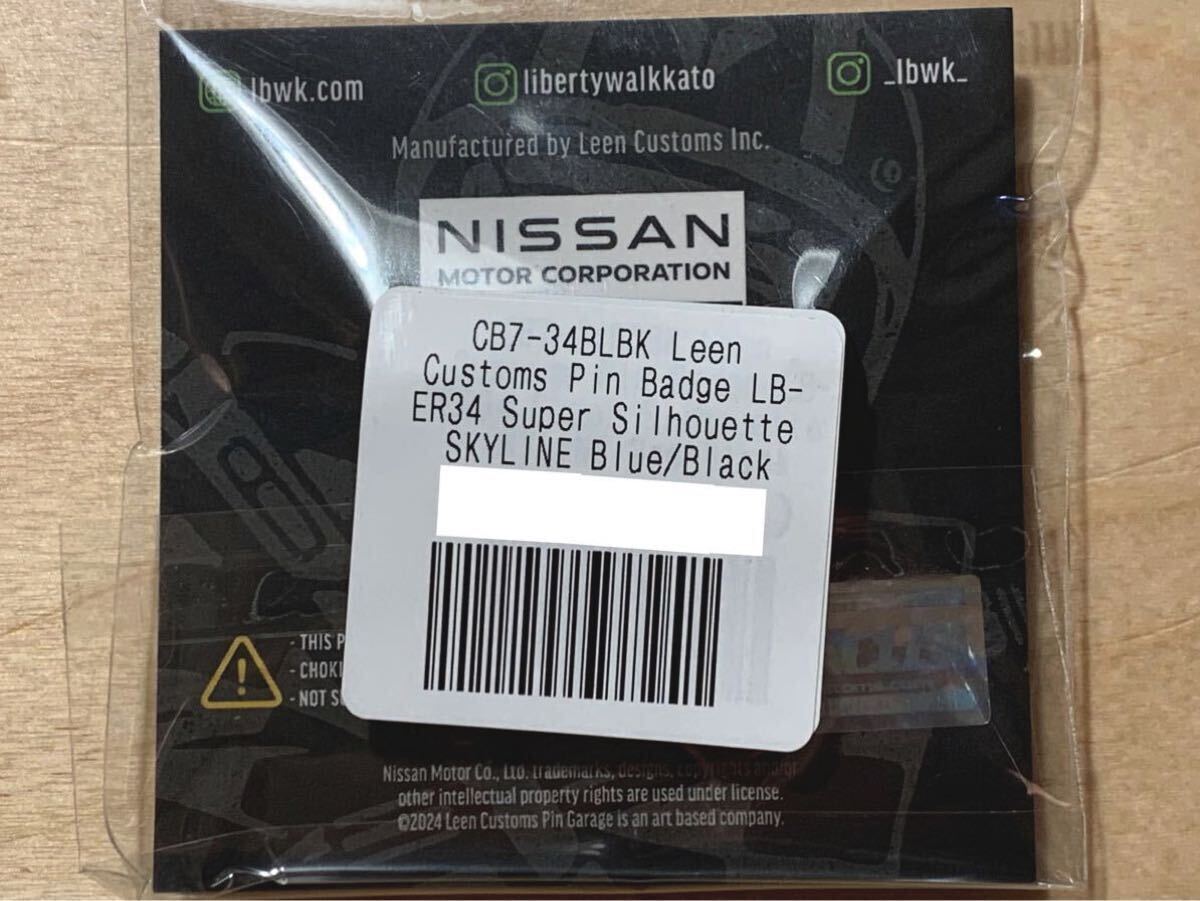 lbwk.com
libertywalkkato
_lbwk_
Manufactured by Leen Customs Inc.
NISSAN
MOTOR CORPORATION
CB7-34BLBK Leen
Customs Pin Badge LB-
ER34 Super Silhouette
SKYLINE Blue/Black
- THIS P
- CHOKI
- NOT S
Nissan Motor Co., Ltd. trademarks, designs, copyrights and/or
other intellectual property rights are used under license.
©2024 Leen Customs Pin Garage is an art based company.